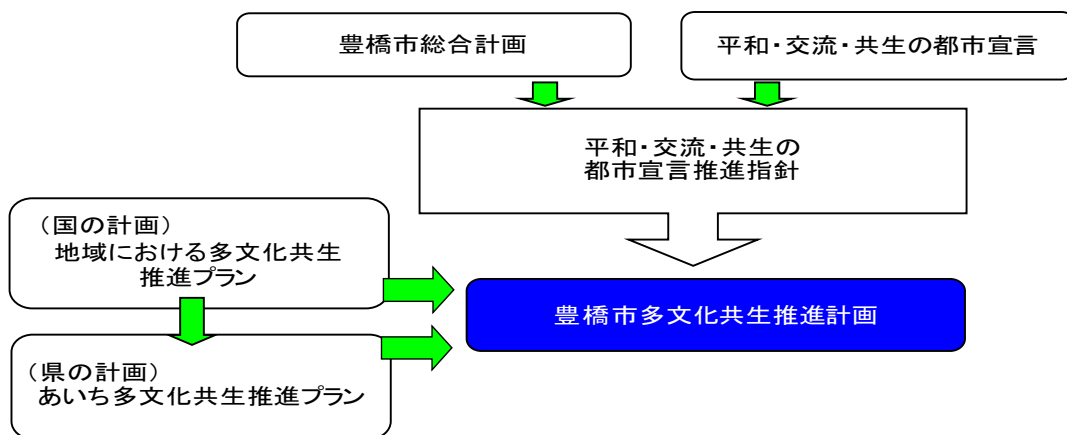 豊橋市総合計画
平和・交流・共生の都市宣言
平和・交流・共生の
都市宣言推進指針
（国の計画）
地域における多文化共生
推進プラン
豊橋市多文化共生推進計画
（県の計画）
あいち多文化共生推進プラン